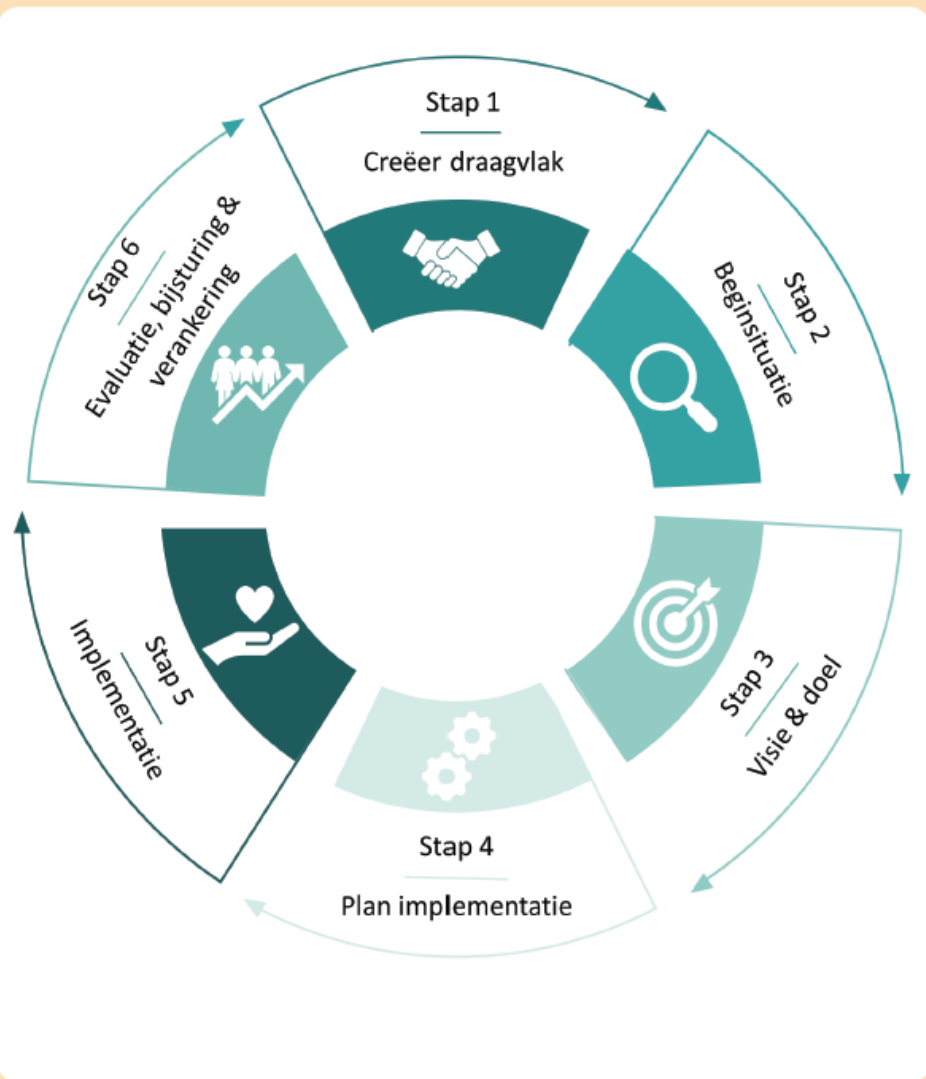 Stap 1
Creëer draagvlak
Stap 2
Beginsituatie
Stap 3
Visie & doel
Stap 4
Plan implementatie
Stap 5
Implementatie
Stap 6
Evaluatie, bijsturing &
verankering